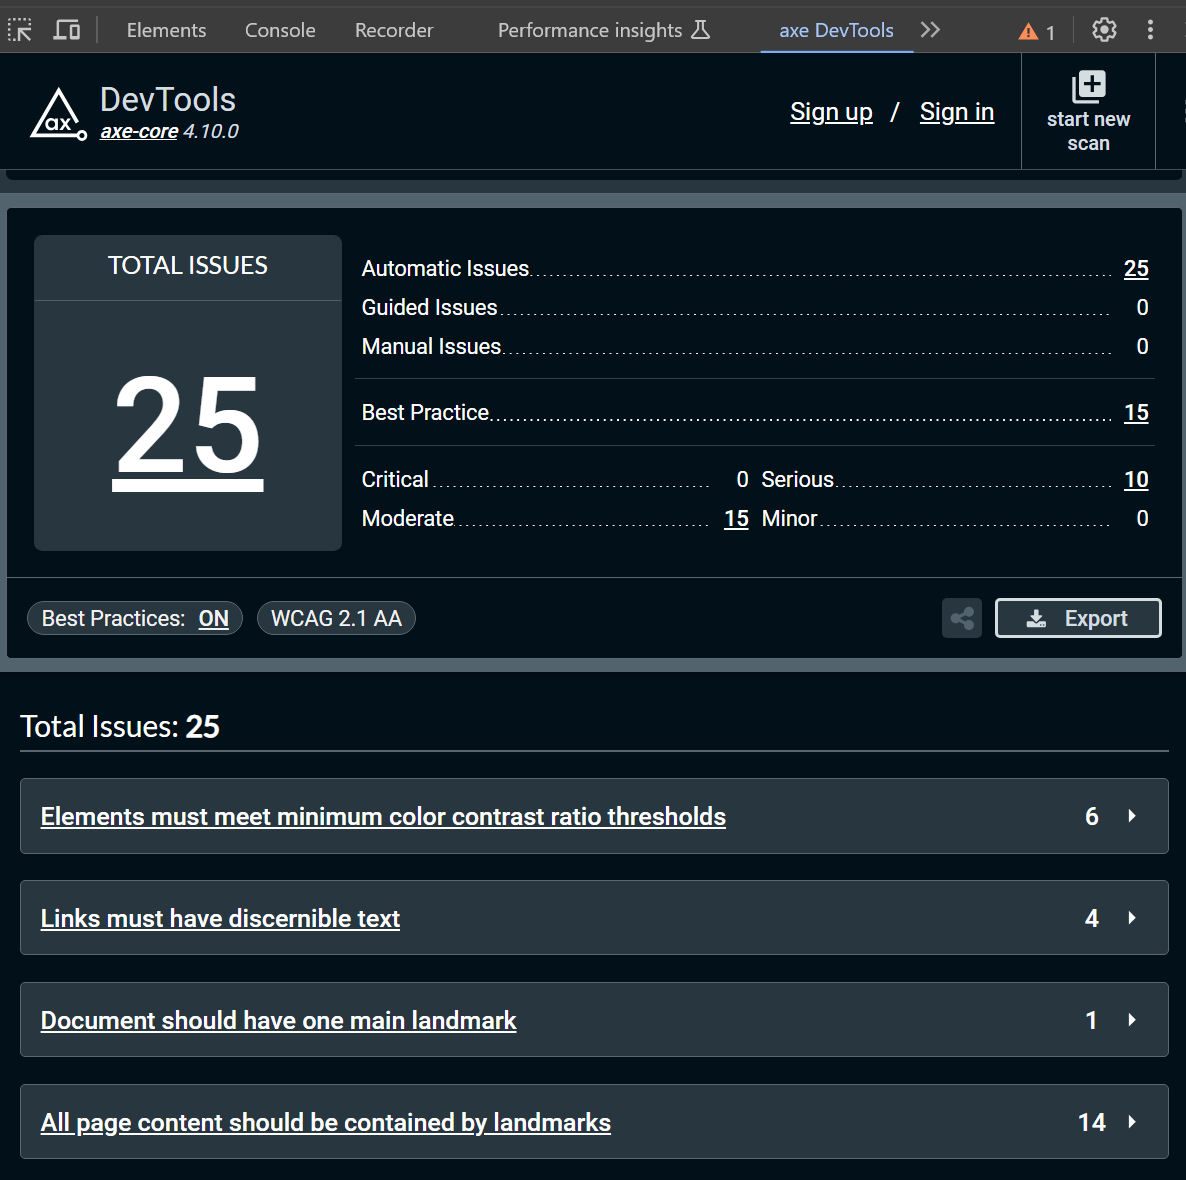 Elements Console Recorder Performance insights axe DevTools 1
DevTools
ax
axe-core 4.10.0
Sign up / Sign in
start new
scan
TOTAL ISSUES
25
Automatic Issues 25
Guided Issues 0
Manual Issues 0
Best Practice 15
Critical 0 Serious 10
Moderate 15 Minor 0
Best Practices: ON WCAG 2.1 AA Export
Total Issues: 25
Elements must meet minimum color contrast ratio thresholds 6
Links must have discernible text 4
Document should have one main landmark 1
All page content should be contained by landmarks 14